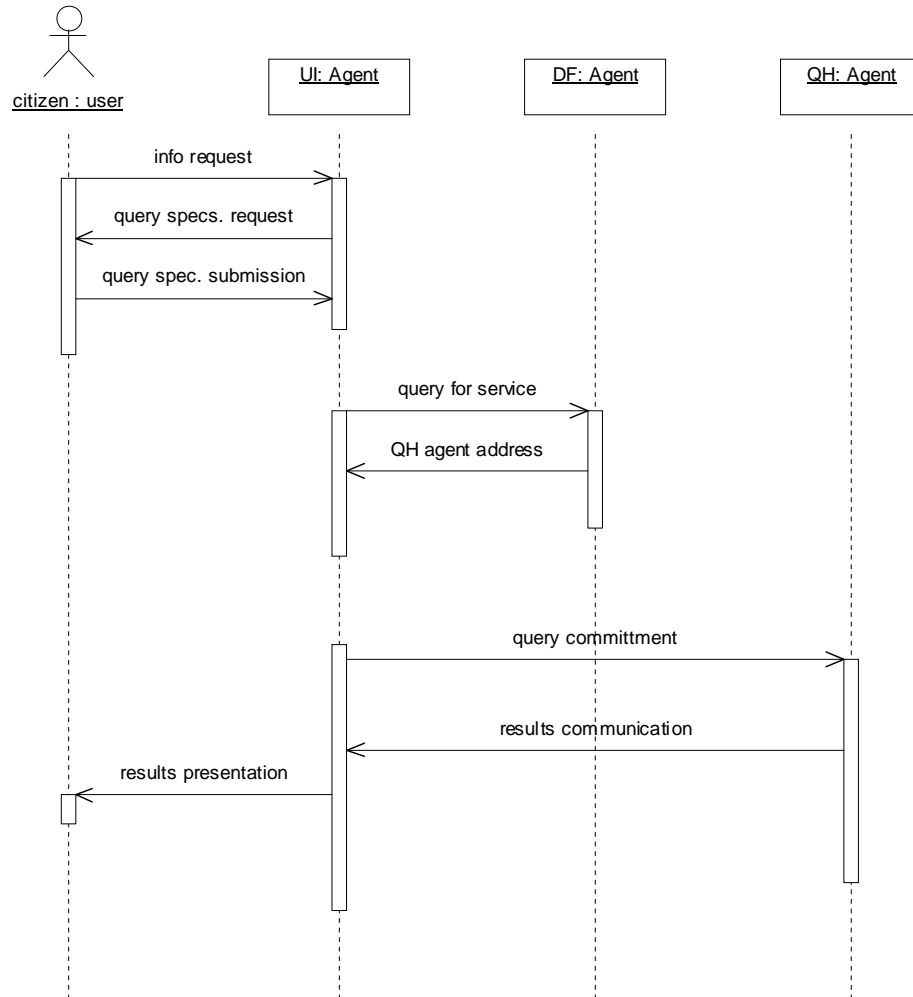 UI: Agent
DF: Agent
QH: Agent
citizen : user
info request
query specs. request
query spec. submission
query for service
QH agent address
query committment
results communication
results presentation